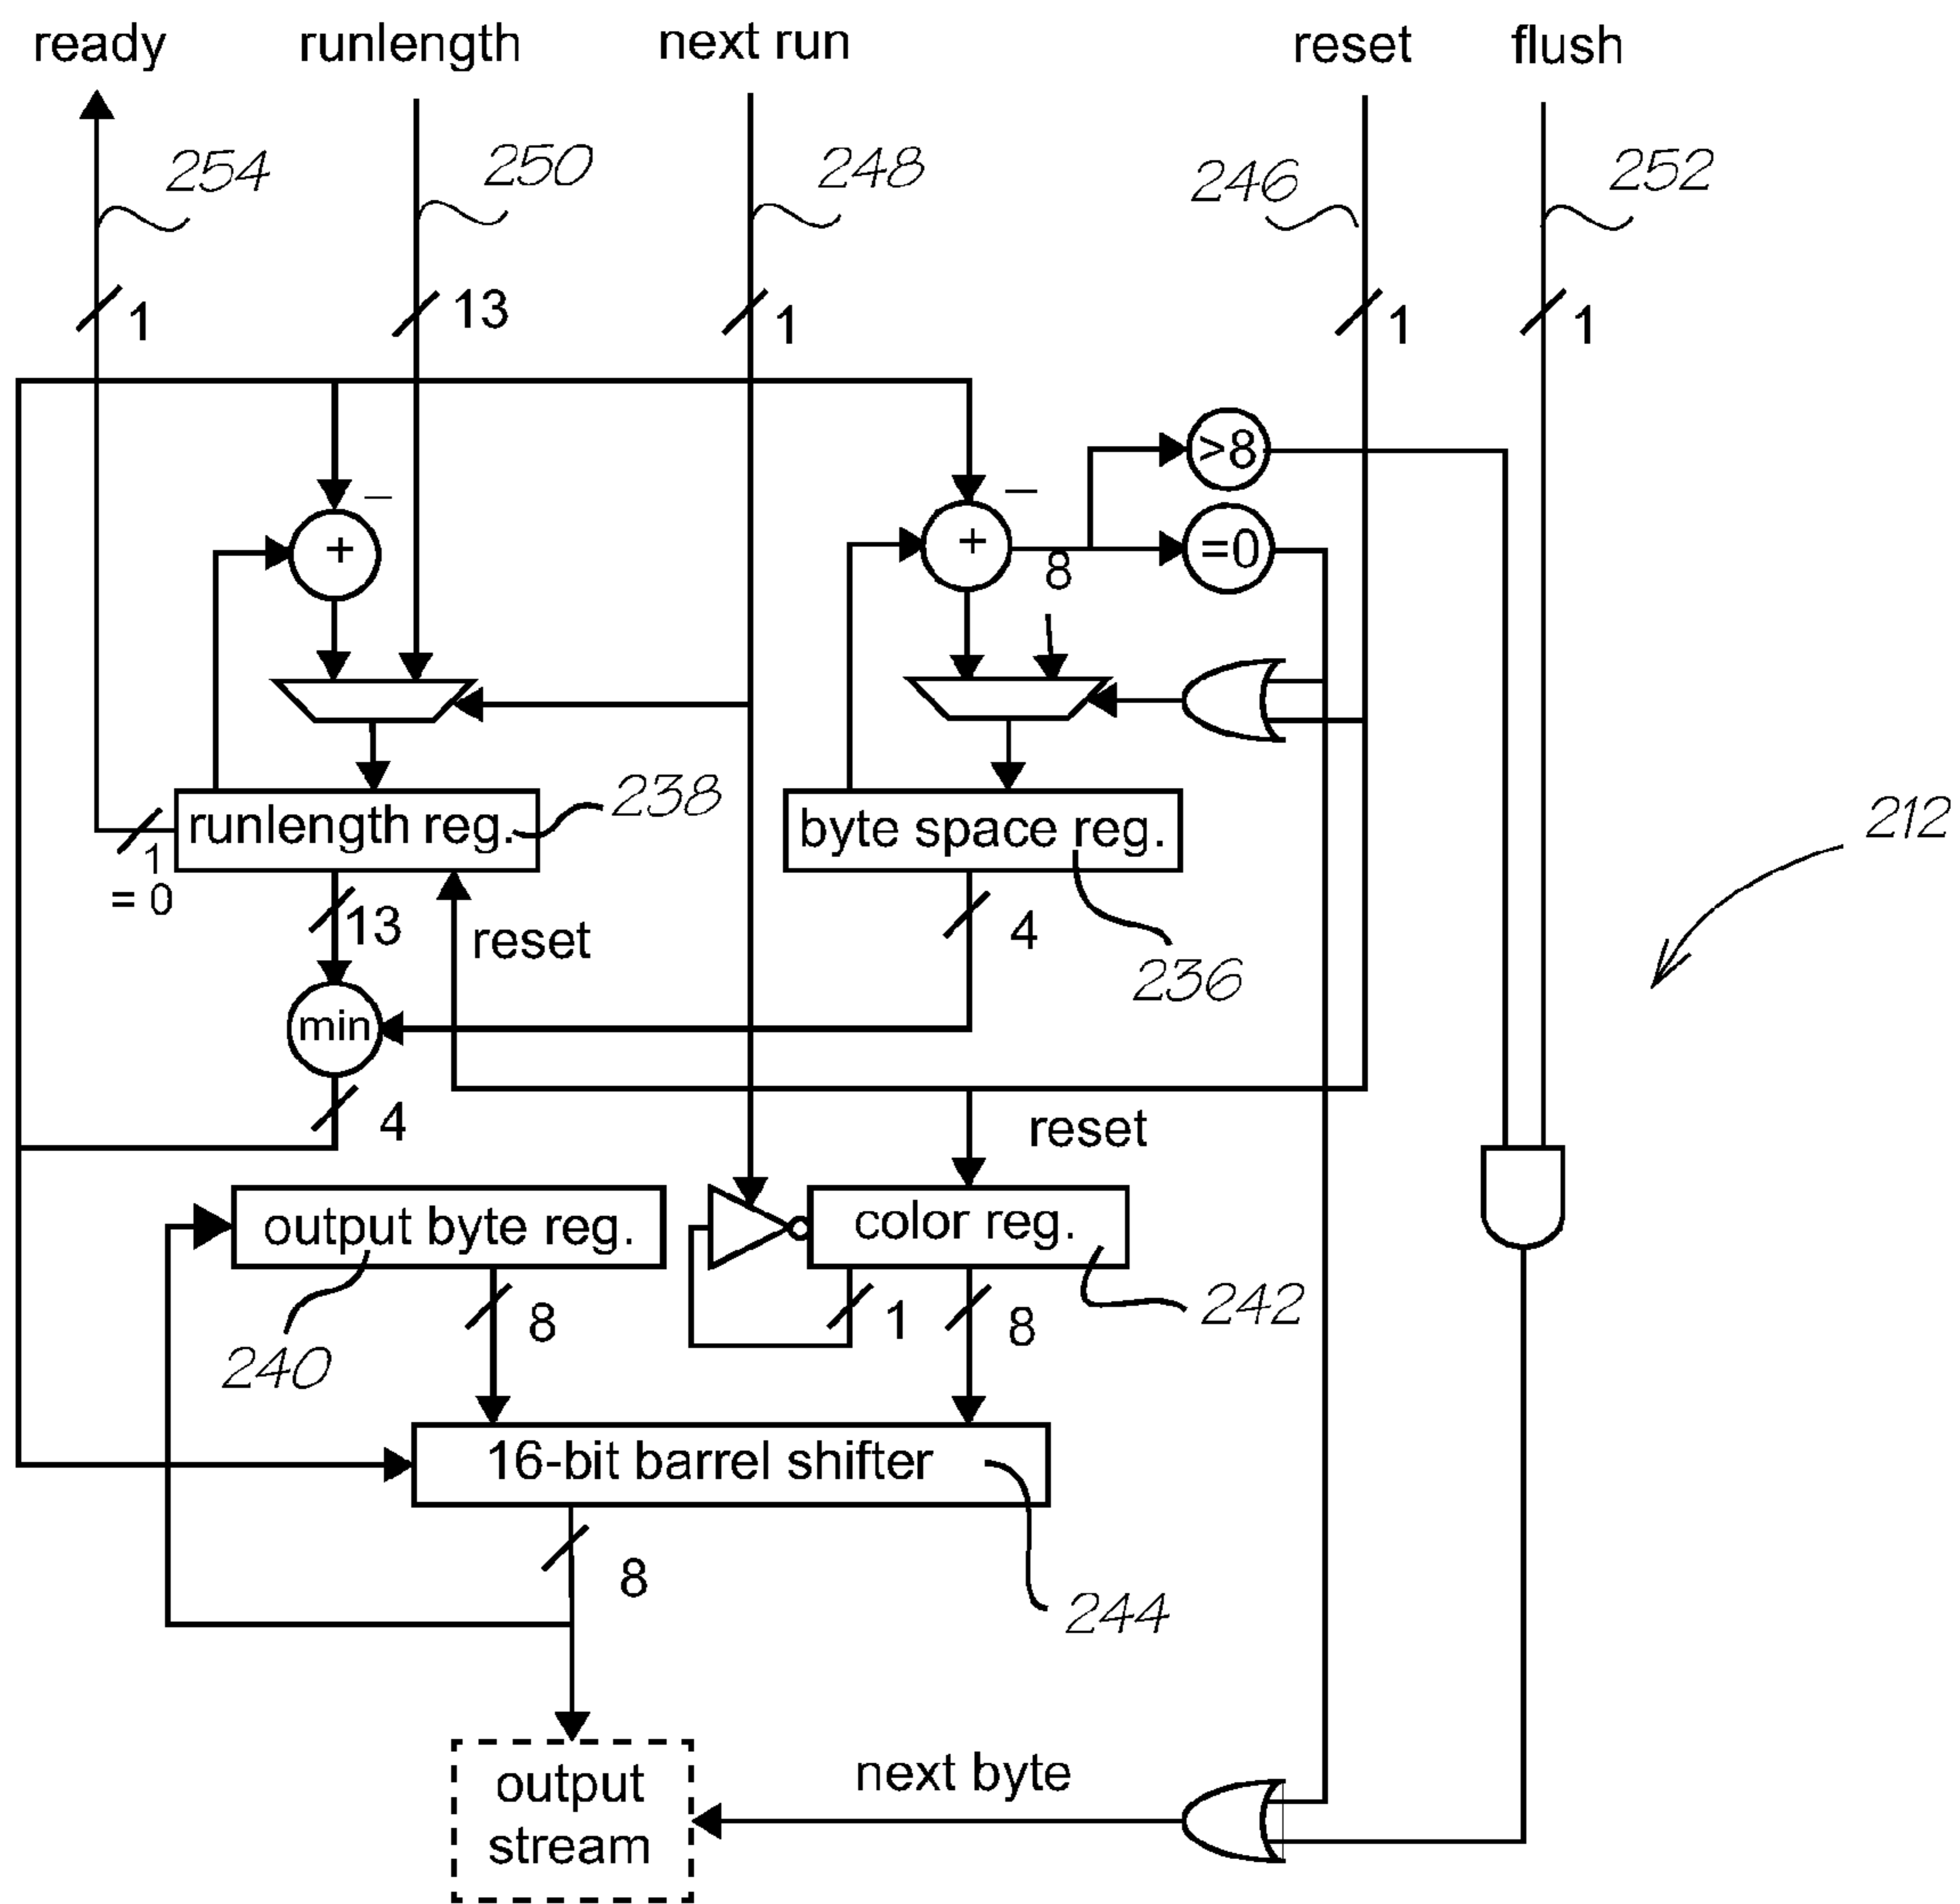 ready
runlength
next run
reset
flush
254
250
248
246
252
1
13
1
1
1
>8
–
–
+
+
8
=0
238
runlength reg.
byte space reg.
212
1
= 0
13
reset
4
236
min
4
reset
output byte reg.
color reg.
8
1
8
242
240
16-bit barrel shifter
8
244
next byte
output
stream